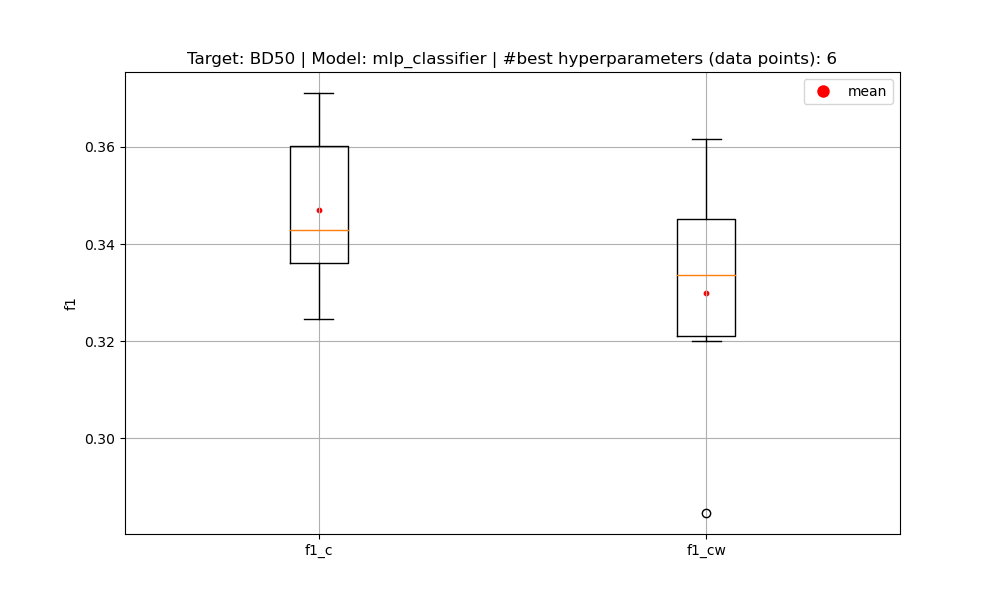 Target: BD50 | Model: mlp_classifier | #best hyperparameters (data points): 6
mean
0.36
0.34
0.32
0.30
f1
f1_c
f1_cw